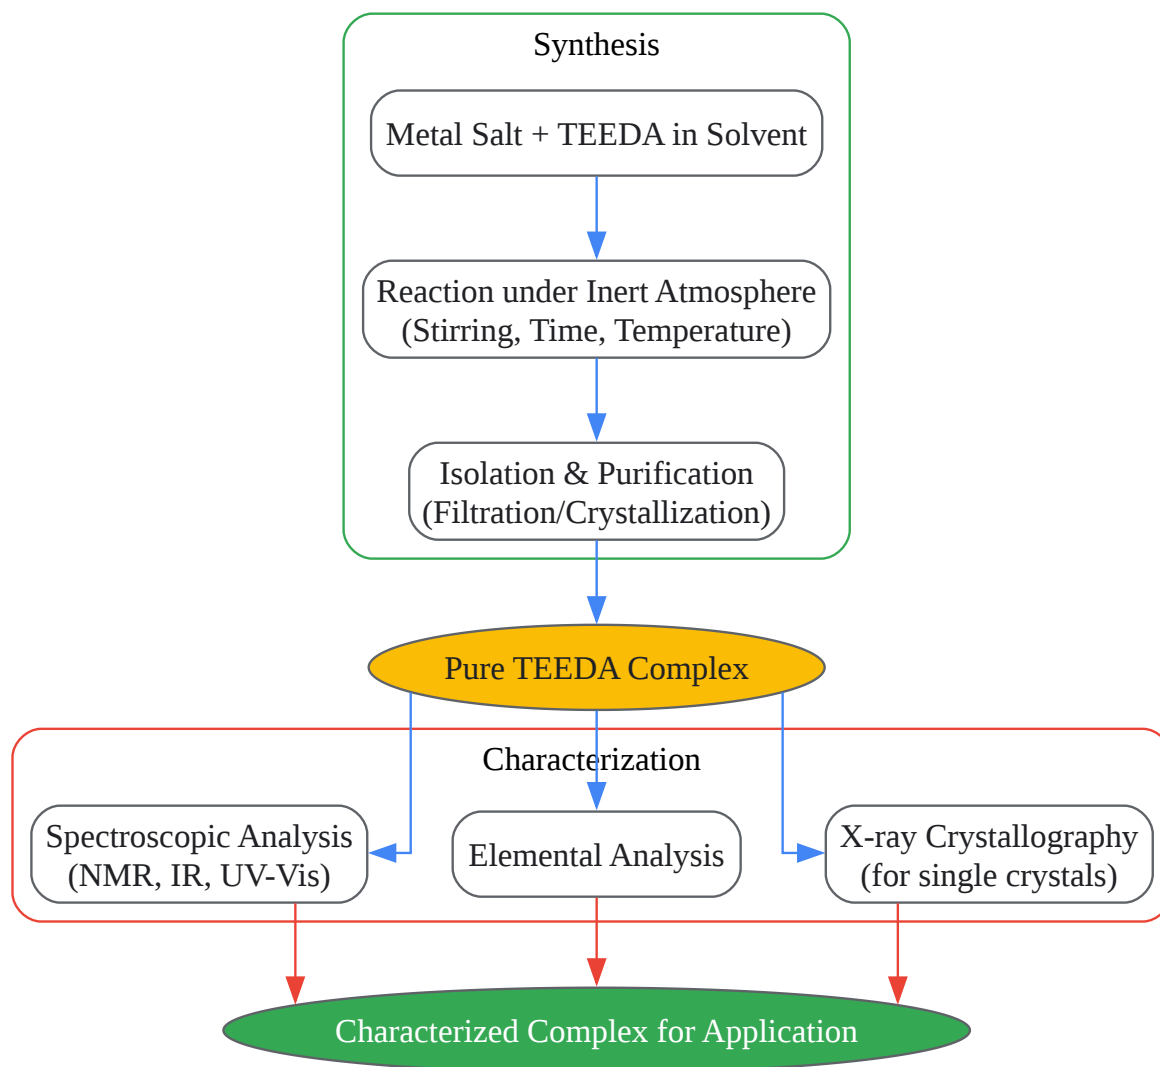 Synthesis
Metal Salt + TEEDA in Solvent
Reaction under Inert Atmosphere
(Stirring, Time, Temperature)
Isolation & Purification
(Filtration/Crystallization)
Pure TEEDA Complex
Characterization
Spectroscopic Analysis
(NMR, IR, UV-Vis)
Elemental Analysis
X-ray Crystallography
(for single crystals)
Characterized Complex for Application